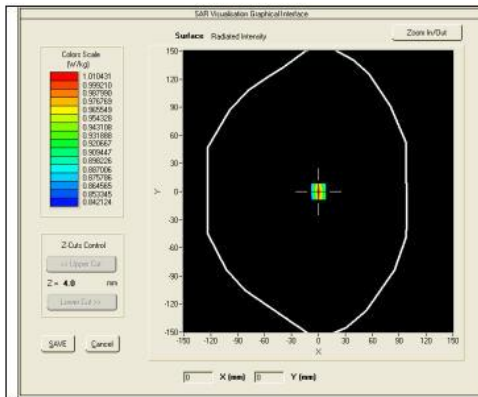 SAR Visualisation Graphical Interface
Surface: Radiated Intensity
Zoom In/Out
Colors Scale
(W/kg)
1.010431
0.999210
0.987990
0.976769
0.965549
0.954328
0.943108
0.931888
0.920667
0.909447
0.898226
0.887006
0.875786
0.864565
0.853345
0.842124
150
120
90
60
30
0
-30
-60
-90
-120
-150
Y
-150 -120 -90 -60 -30 0 30 60 90 120 150
X
Z-Cuts Control
<< Upper Cut
Z = 4.0 mm
Lower Cut >>
SAVE Cancel
0 X (mm) 0 Y (mm)